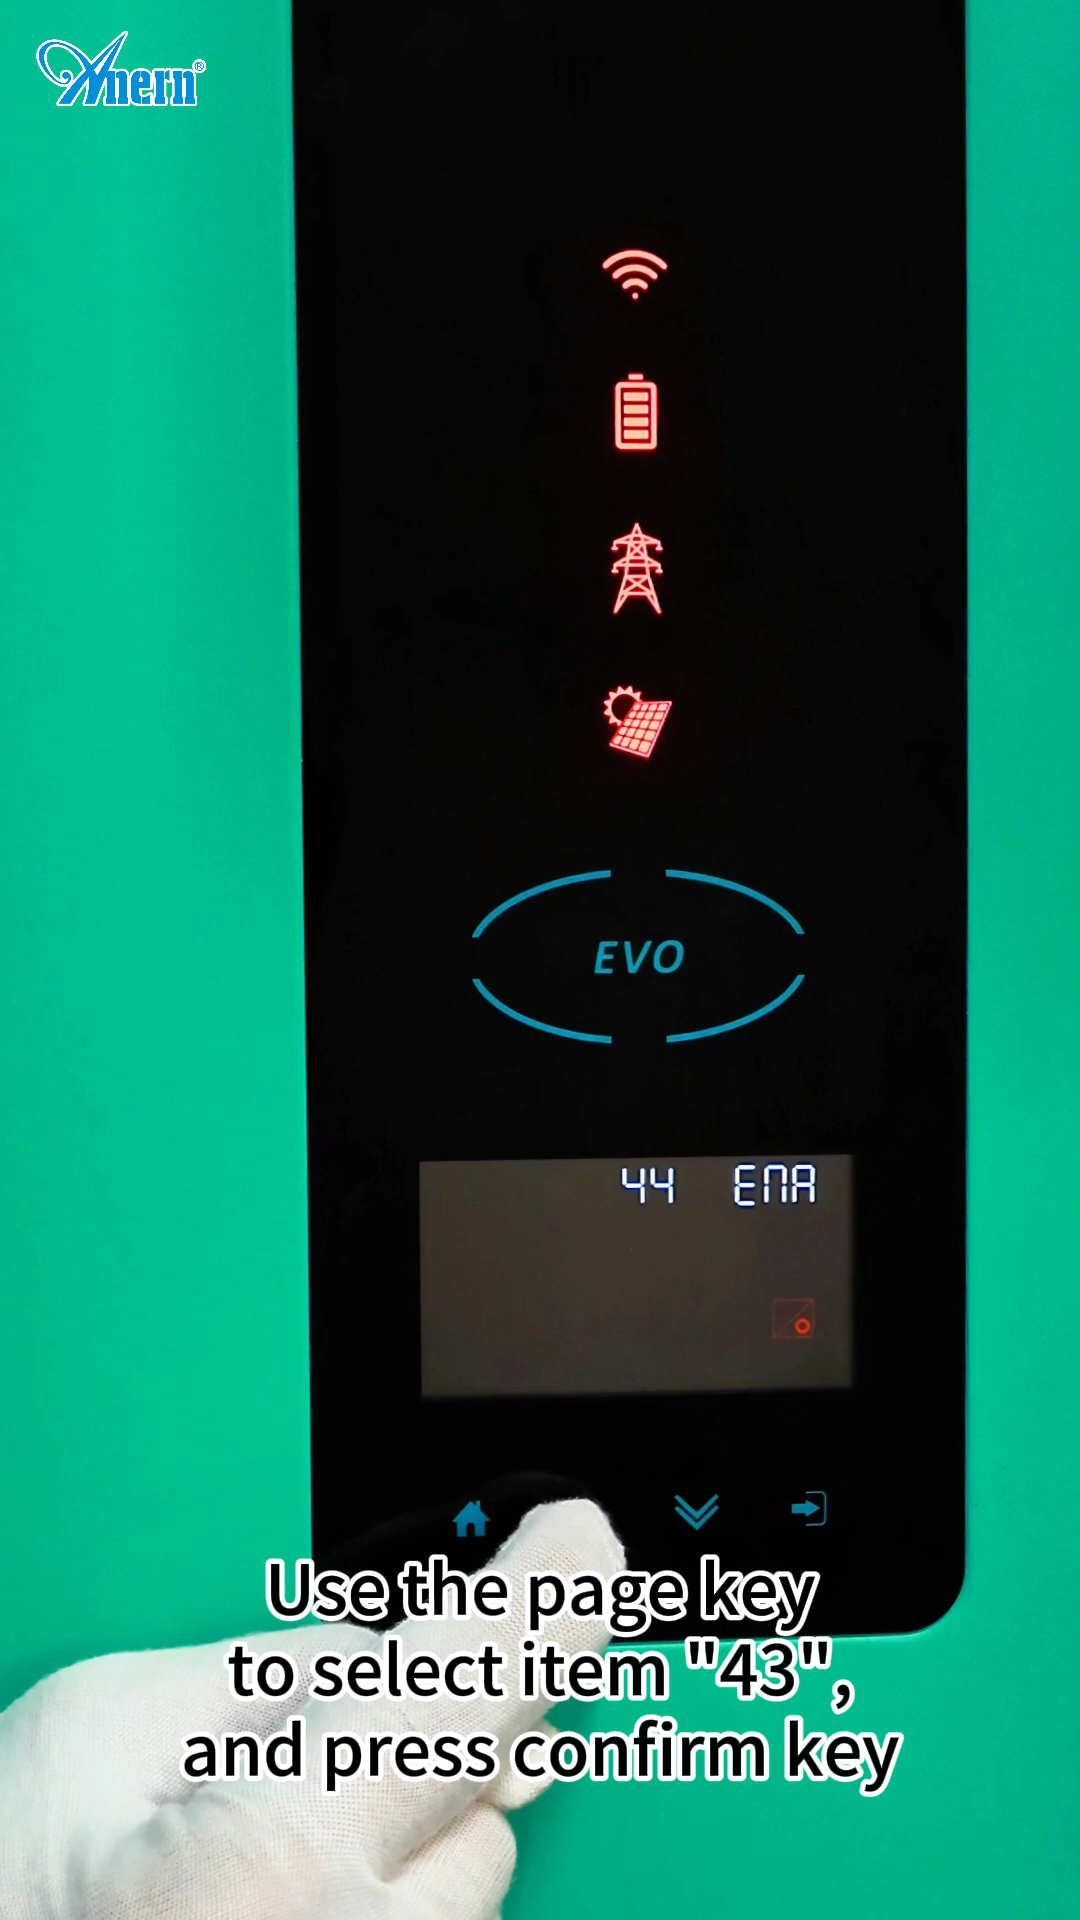 Anern®
EVO
44 ENA
Use the page key
to select item "43",
and press confirm key